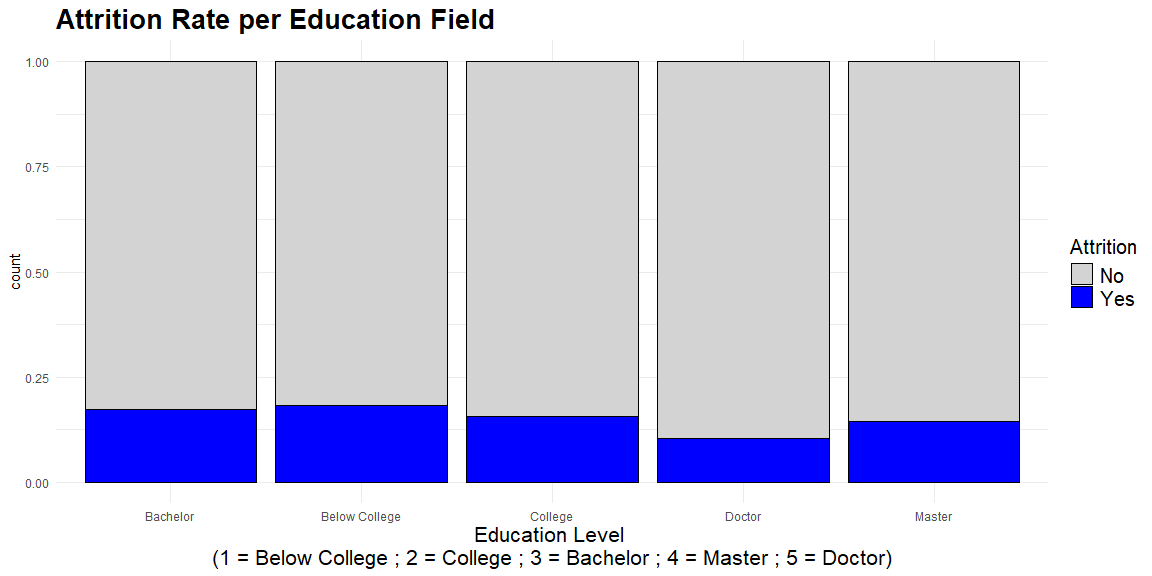 Attrition Rate per Education Field
1.00
0.75
0.50
0.25
0.00
count
Bachelor Below College College Doctor Master
Education Level
(1 = Below College ; 2 = College ; 3 = Bachelor ; 4 = Master ; 5 = Doctor)
Attrition
No
Yes